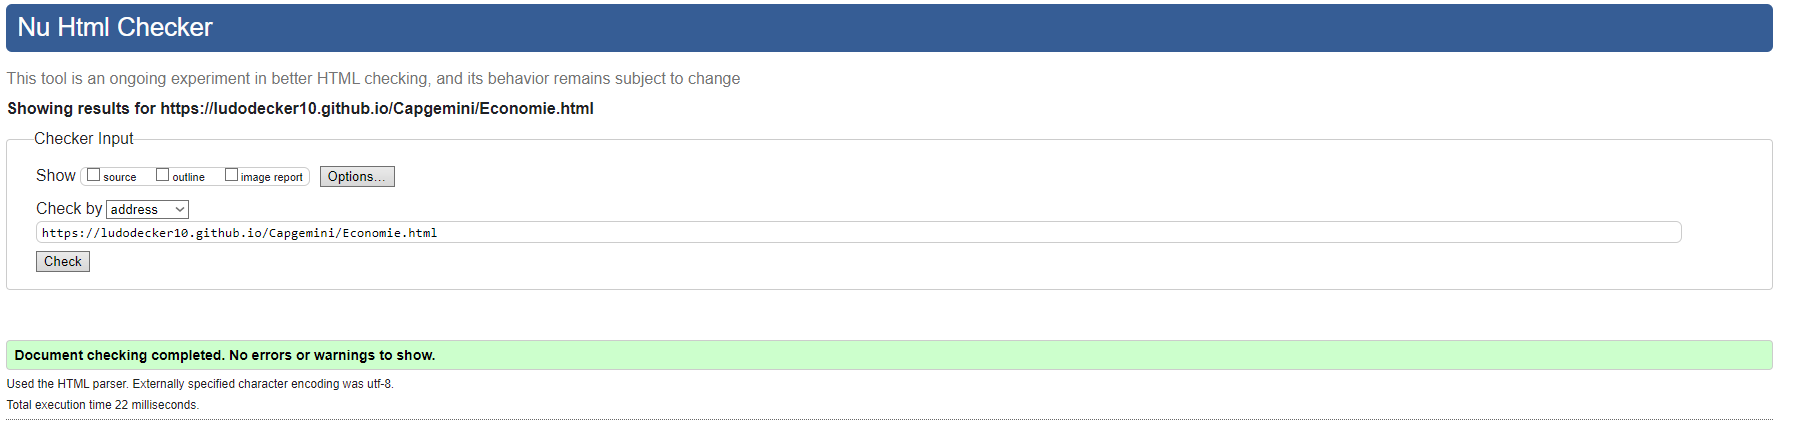 Nu Html Checker
This tool is an ongoing experiment in better HTML checking, and its behavior remains subject to change
Showing results for https://ludodecker10.github.io/Capgemini/Economie.html
Checker Input
Show source outline image report Options...
Check by address
https://ludodecker10.github.io/Capgemini/Economie.html
Check
Document checking completed. No errors or warnings to show.
Used the HTML parser. Externally specified character encoding was utf-8.
Total execution time 22 milliseconds.